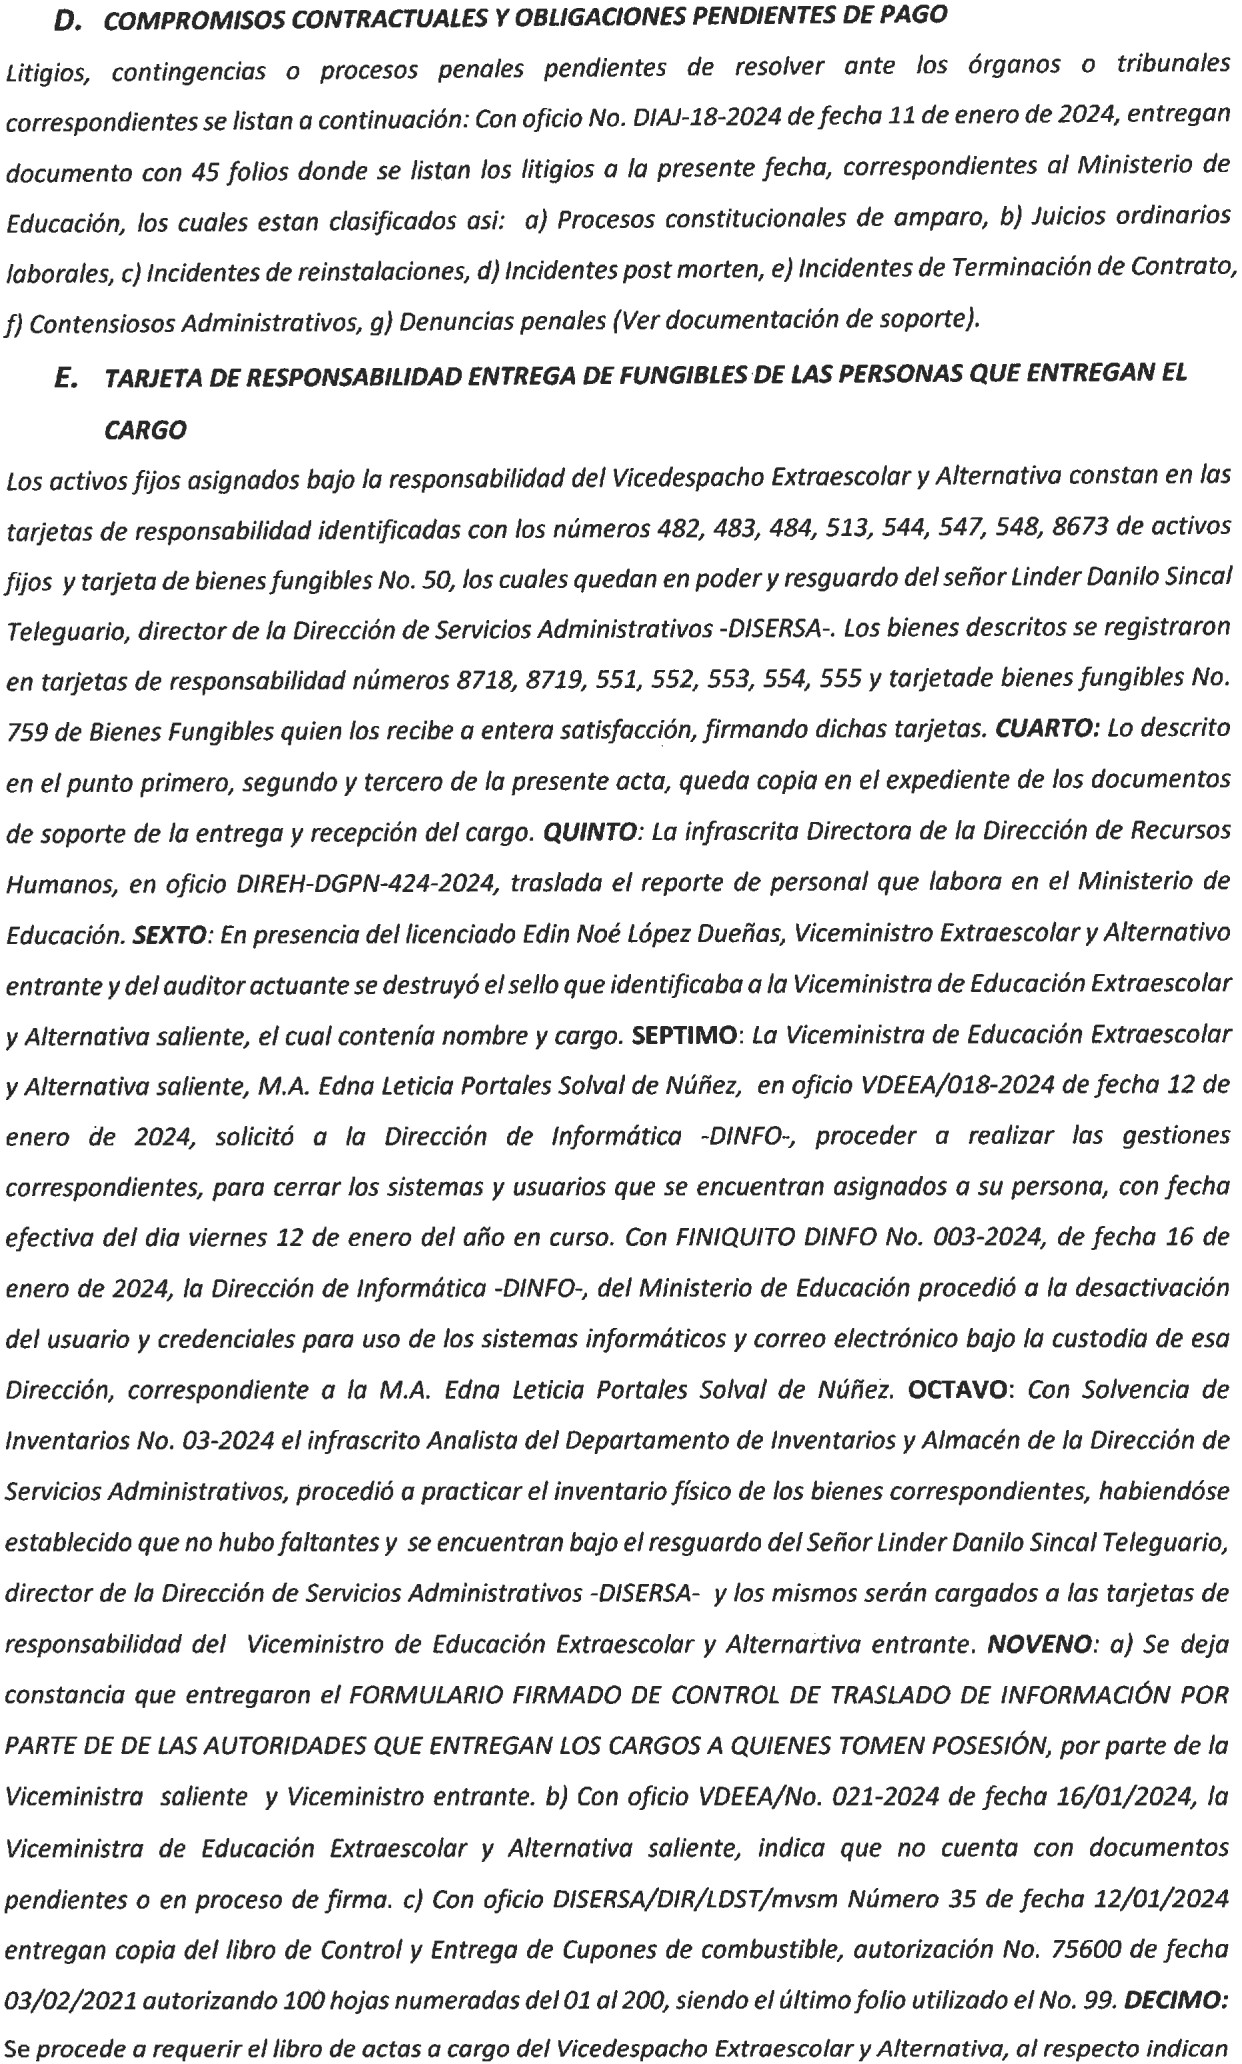 D. COMPROMISOS CONTRACTUALES Y OBLIGACIONES PENDIENTES DE PAGO
Litigios, contingencias o procesos penales pendientes de resolver ante los órganos o tribunales
correspondientes se listan a continuación: Con oficio No. DIAJ-18-2024 de fecha 11 de enero de 2024, entregan
documento con 45 folios donde se listan los litigios a la presente fecha, correspondientes al Ministerio de
Educación, los cuales estan clasificados asi: a) Procesos constitucionales de amparo, b) Juicios ordinarios
laborales, c) Incidentes de reinstalaciones, d) Incidentes post morten, e) Incidentes de Terminación de Contrato,
f) Contensiosos Administrativos, g) Denuncias penales (Ver documentación de soporte).
E. TARJETA DE RESPONSABILIDAD ENTREGA DE FUNGIBLES DE LAS PERSONAS QUE ENTREGAN EL
CARGO
Los activos fijos asignados bajo la responsabilidad del Vicedespacho Extraescolar y Alternativa constan en las
tarjetas de responsabilidad identificadas con los números 482, 483, 484, 513, 544, 547, 548, 8673 de activos
fijos y tarjeta de bienes fungibles No. 50, los cuales quedan en poder y resguardo del señor Linder Danilo Sincal
Teleguario, director de la Dirección de Servicios Administrativos -DISERSA-. Los bienes descritos se registraron
en tarjetas de responsabilidad números 8718, 8719, 551, 552, 553, 554, 555 y tarjetade bienes fungibles No.
759 de Bienes Fungibles quien los recibe a entera satisfacción, firmando dichas tarjetas. CUARTO: Lo descrito
en el punto primero, segundo y tercero de la presente acta, queda copia en el expediente de los documentos
de soporte de la entrega y recepción del cargo. QUINTO: La infrascrita Directora de la Dirección de Recursos
Humanos, en oficio DIREH-DGPN-424-2024, traslada el reporte de personal que labora en el Ministerio de
Educación. SEXTO: En presencia del licenciado Edin Noé López Dueñas, Viceministro Extraescolar y Alternativo
entrante y del auditor actuante se destruyó el sello que identificaba a la Viceministra de Educación Extraescolar
y Alternativa saliente, el cual contenía nombre y cargo. SEPTIMO: La Viceministra de Educación Extraescolar
y Alternativa saliente, M.A. Edna Leticia Portales Solval de Núñez, en oficio VDEEA/018-2024 de fecha 12 de
enero de 2024, solicitó a la Dirección de Informática -DINFO-, proceder a realizar las gestiones
correspondientes, para cerrar los sistemas y usuarios que se encuentran asignados a su persona, con fecha
efectiva del dia viernes 12 de enero del año en curso. Con FINIQUITO DINFO No. 003-2024, de fecha 16 de
enero de 2024, la Dirección de Informática -DINFO-, del Ministerio de Educación procedió a la desactivación
del usuario y credenciales para uso de los sistemas informáticos y correo electrónico bajo la custodia de esa
Dirección, correspondiente a la M.A. Edna Leticia Portales Solval de Núñez. OCTAVO: Con Solvencia de
Inventarios No. 03-2024 el infrascrito Analista del Departamento de Inventarios y Almacén de la Dirección de
Servicios Administrativos, procedió a practicar el inventario físico de los bienes correspondientes, habiendóse
establecido que no hubo faltantes y se encuentran bajo el resguardo del Señor Linder Danilo Sincal Teleguario,
director de la Dirección de Servicios Administrativos -DISERSA- y los mismos serán cargados a las tarjetas de
responsabilidad del Viceministro de Educación Extraescolar y Alternartiva entrante. NOVENO: a) Se deja
constancia que entregaron el FORMULARIO FIRMADO DE CONTROL DE TRASLADO DE INFORMACIÓN POR
PARTE DE DE LAS AUTORIDADES QUE ENTREGAN LOS CARGOS A QUIENES TOMEN POSESIÓN, por parte de la
Viceministra saliente y Viceministro entrante. b) Con oficio VDEEA/No. 021-2024 de fecha 16/01/2024, la
Viceministra de Educación Extraescolar y Alternativa saliente, indica que no cuenta con documentos
pendientes o en proceso de firma. c) Con oficio DISERSA/DIR/LDST/mvsm Número 35 de fecha 12/01/2024
entregan copia del libro de Control y Entrega de Cupones de combustible, autorización No. 75600 de fecha
03/02/2021 autorizando 100 hojas numeradas del 01 al 200, siendo el último folio utilizado el No. 99. DECIMO:
Se procede a requerir el libro de actas a cargo del Vicedespacho Extraescolar y Alternativa, al respecto indican